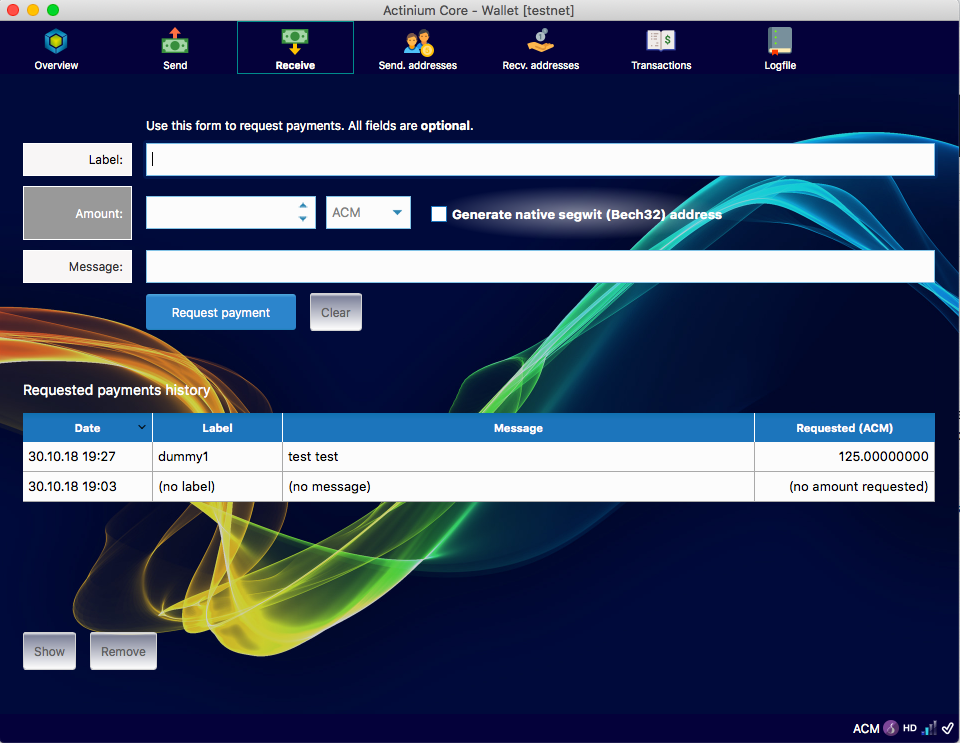 Actinium Core - Wallet [testnet]
Overview
Send
Receive
Send. addresses
Recv. addresses
Transactions
Logfile
Use this form to request payments. All fields are optional.
Label:
Amount:
ACM
Generate native segwit (Bech32) address
Message:
Request payment
Clear
Requested payments history
Date Label Message Requested (ACM)
30.10.18 19:27 dummy1 test test 125.00000000
30.10.18 19:03 (no label) (no message) (no amount requested)
Show
Remove
ACM HD